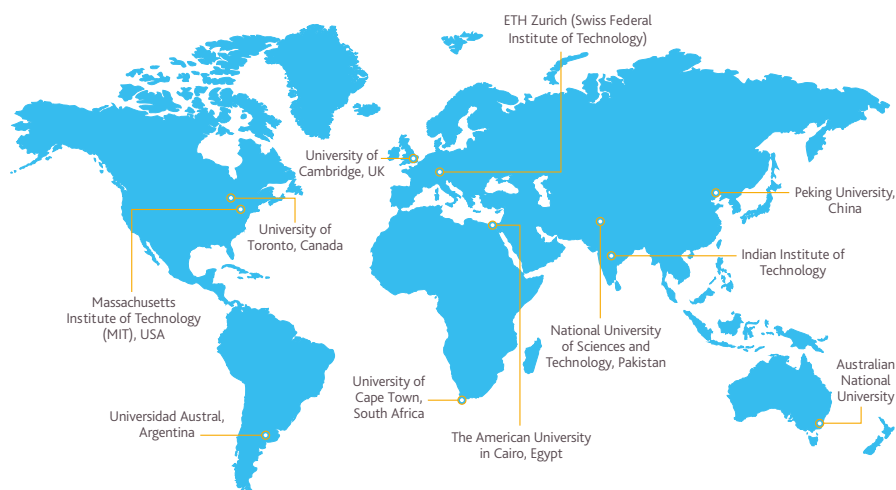 ETH Zurich (Swiss Federal
Institute of Technology)
University of
Cambridge, UK
Peking University,
China
University of
Toronto, Canada
Indian Institute of
Technology
Massachusetts
Institute of Technology
(MIT), USA
National University
of Sciences and
Technology, Pakistan
Australian
National
University
University of
Cape Town,
South Africa
Universidad Austral,
Argentina
The American University
in Cairo, Egypt